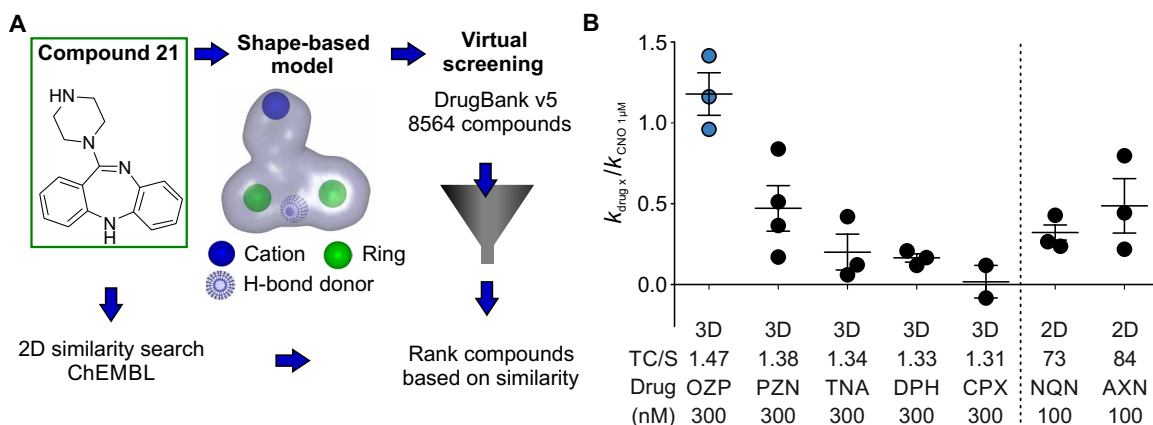 A
Compound 21
HN
N
N
N
H
Shape-based
model
Cation
Ring
H-bond donor
Virtual
screening
DrugBank v5
8564 compounds
2D similarity search
ChEMBL
Rank compounds
based on similarity
B
k drug x/k CNO 1µM
1.5
1.0
0.5
0.0
3D 3D 3D 3D 3D 2D 2D
TC/S 1.47 1.38 1.34 1.33 1.31 73 84
Drug OZP PZN TNA DPH CPX NQN AXN
(nM) 300 300 300 300 300 100 100